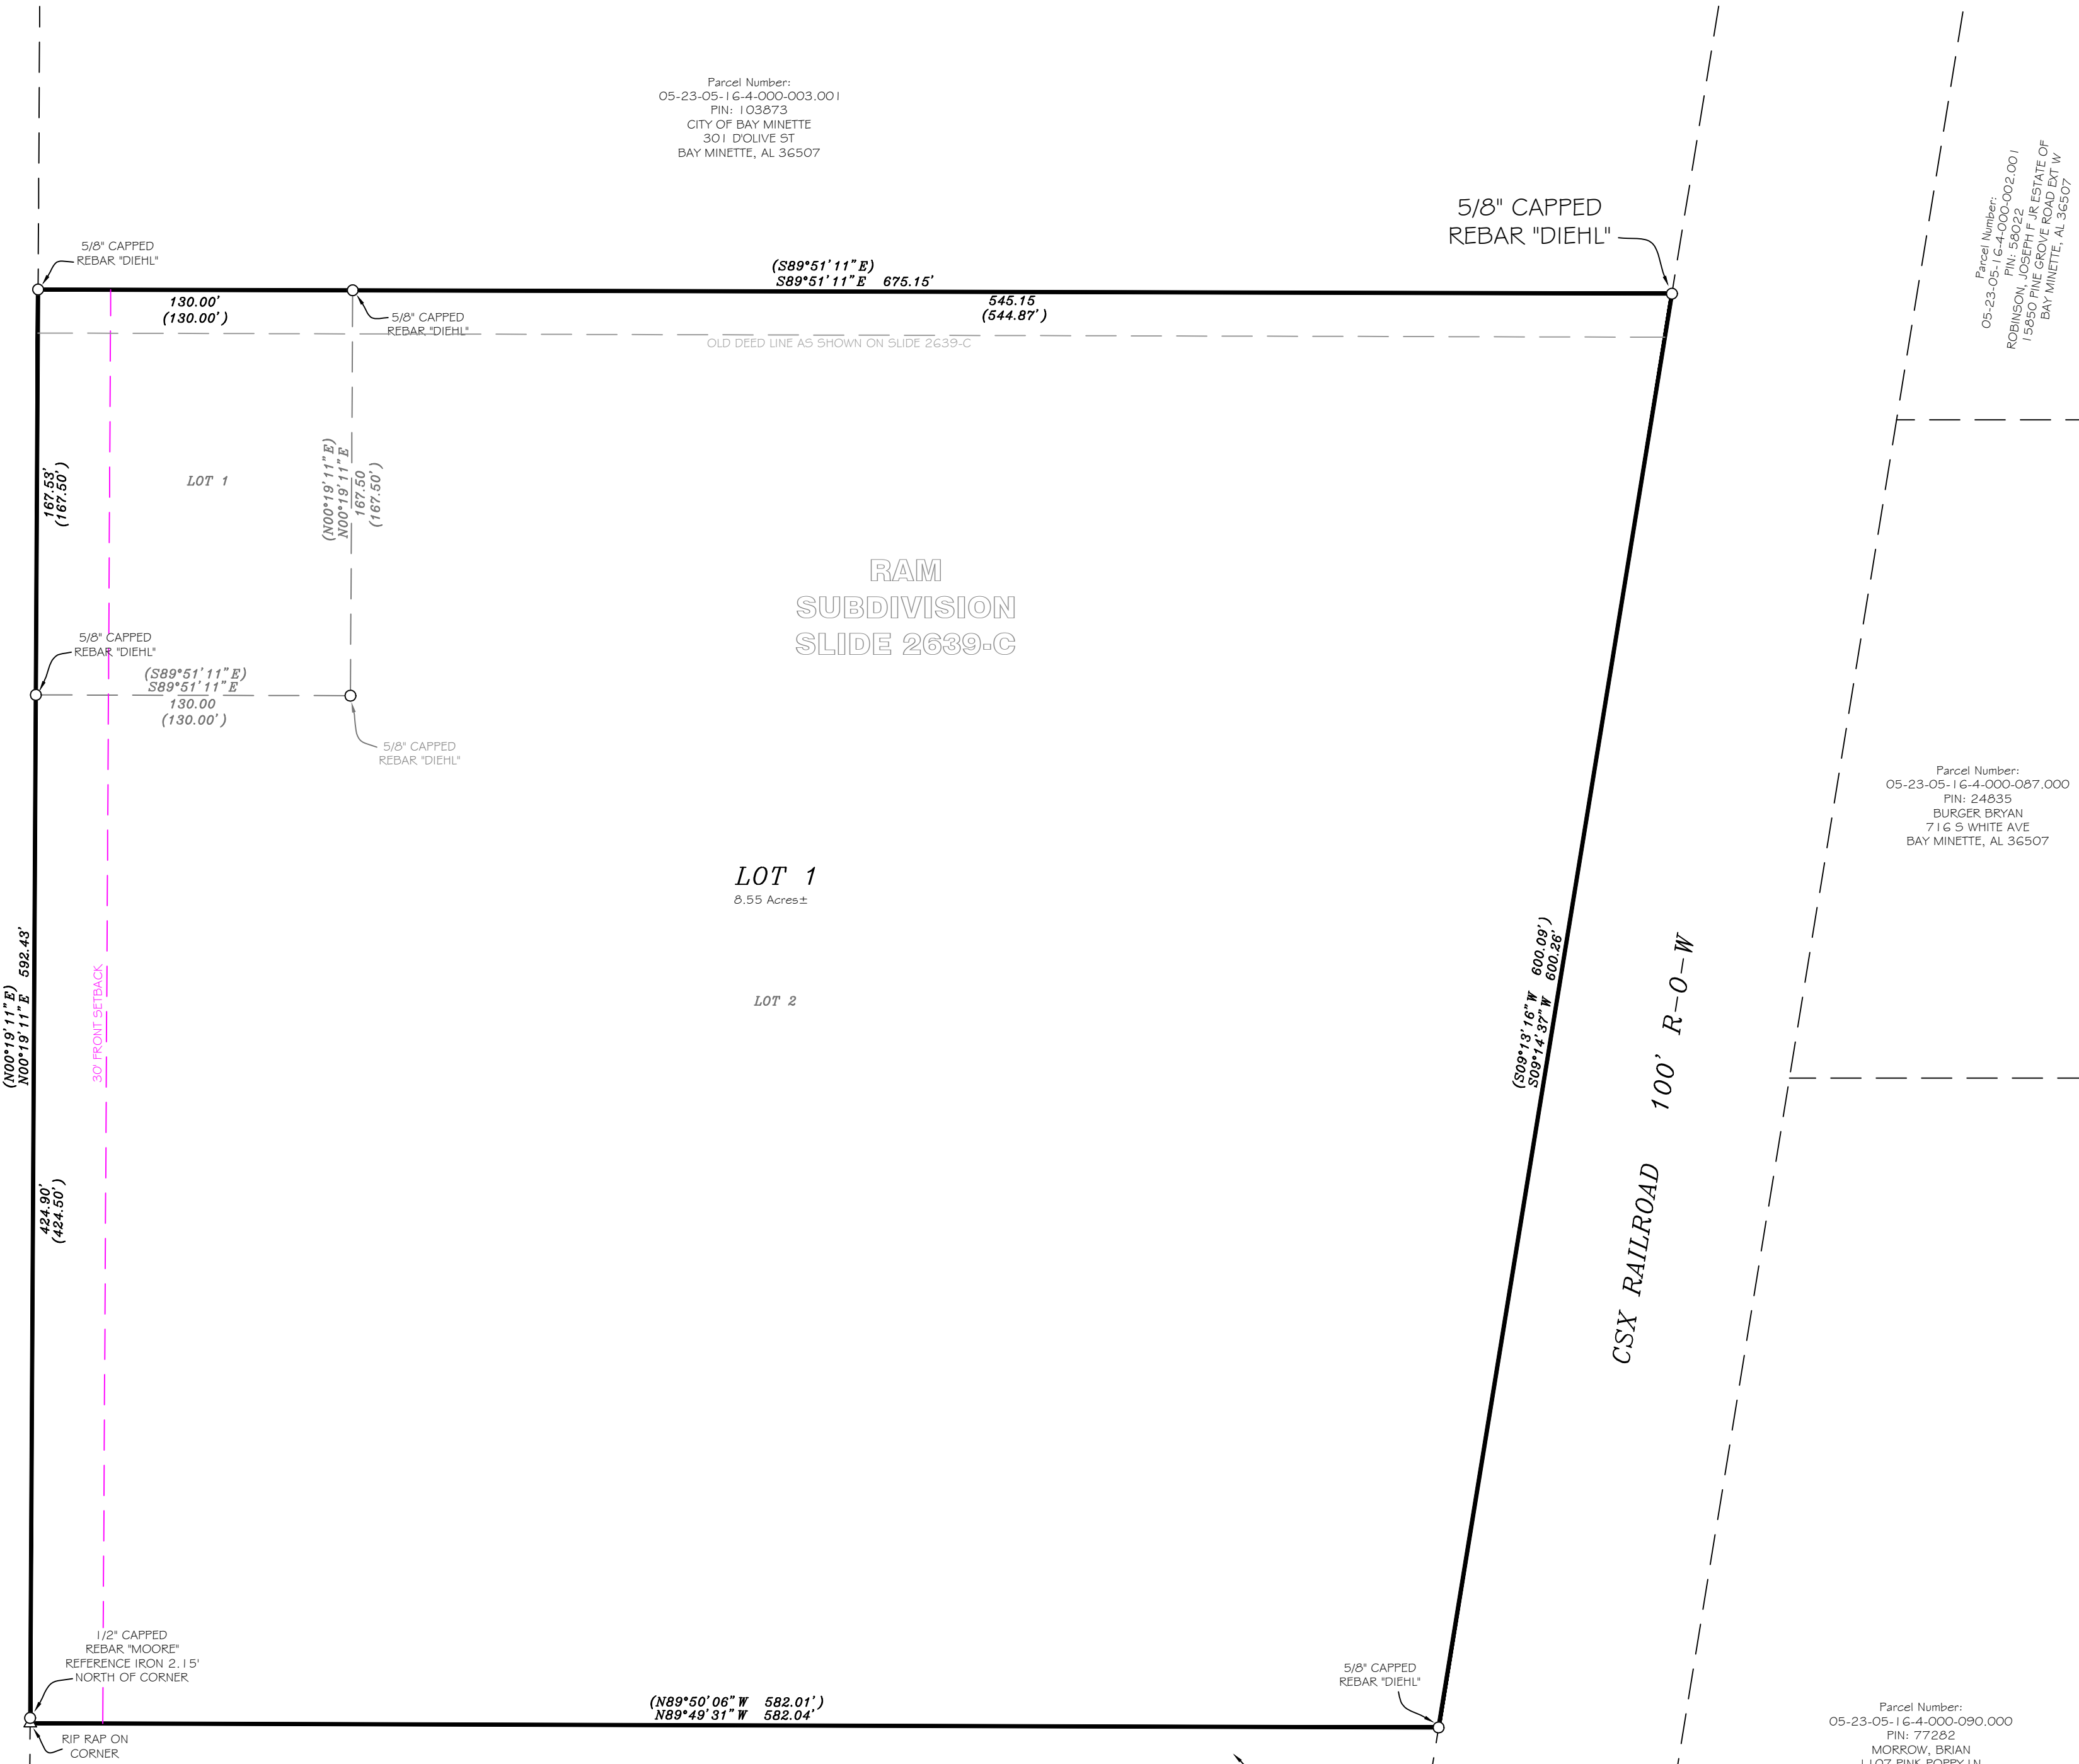 Parcel Number:
05-23-05-16-4-000-003.001
PIN: 103873
CITY OF BAY MINETTE
301 D'OLIVE ST
BAY MINETTE, AL 36507
Parcel Number:
05-23-05-16-4-000-002.001
PIN: 58022
ROBINSON, JOSEPH F JR ESTATE OF
15850 PINE GROVE ROAD EXT W
BAY MINETTE, AL 36507
5/8" CAPPED
REBAR "DIEHL"
5/8" CAPPED
REBAR "DIEHL"
(S89°51'11"E)
S89°51'11"E 675.15'
130.00'
(130.00')
545.15
(544.87')
5/8" CAPPED
REBAR "DIEHL"
OLD DEED LINE AS SHOWN ON SLIDE 2639-C
167.53'
(167.50')
LOT 1
(N00°19'11"E)
N00°19'11"E
167.50
(167.50')
RAM
SUBDIVISION
SLIDE 2639-C
5/8" CAPPED
REBAR "DIEHL"
(S89°51'11"E)
S89°51'11"E
130.00
(130.00')
5/8" CAPPED
REBAR "DIEHL"
Parcel Number:
05-23-05-16-4-000-087.000
PIN: 24835
BURGER BRYAN
716 S WHITE AVE
BAY MINETTE, AL 36507
LOT 1
8.55 Acres±
LOT 2
(N00°19'11"E)
N00°19'11"E 592.43'
30' FRONT SETBACK
(S09°13'16"W 600.09')
S09°14'37"W 600.26'
CSX RAILROAD 100' R-O-W
424.90'
(424.50')
1/2" CAPPED
REBAR "MOORE"
REFERENCE IRON 2.15'
NORTH OF CORNER
RIP RAP ON
CORNER
(N89°50'06"W 582.01')
N89°49'31"W 582.04'
5/8" CAPPED
REBAR "DIEHL"
Parcel Number:
05-23-05-16-4-000-090.000
PIN: 77282
MORROW, BRIAN
1107 PINK POPPY LN